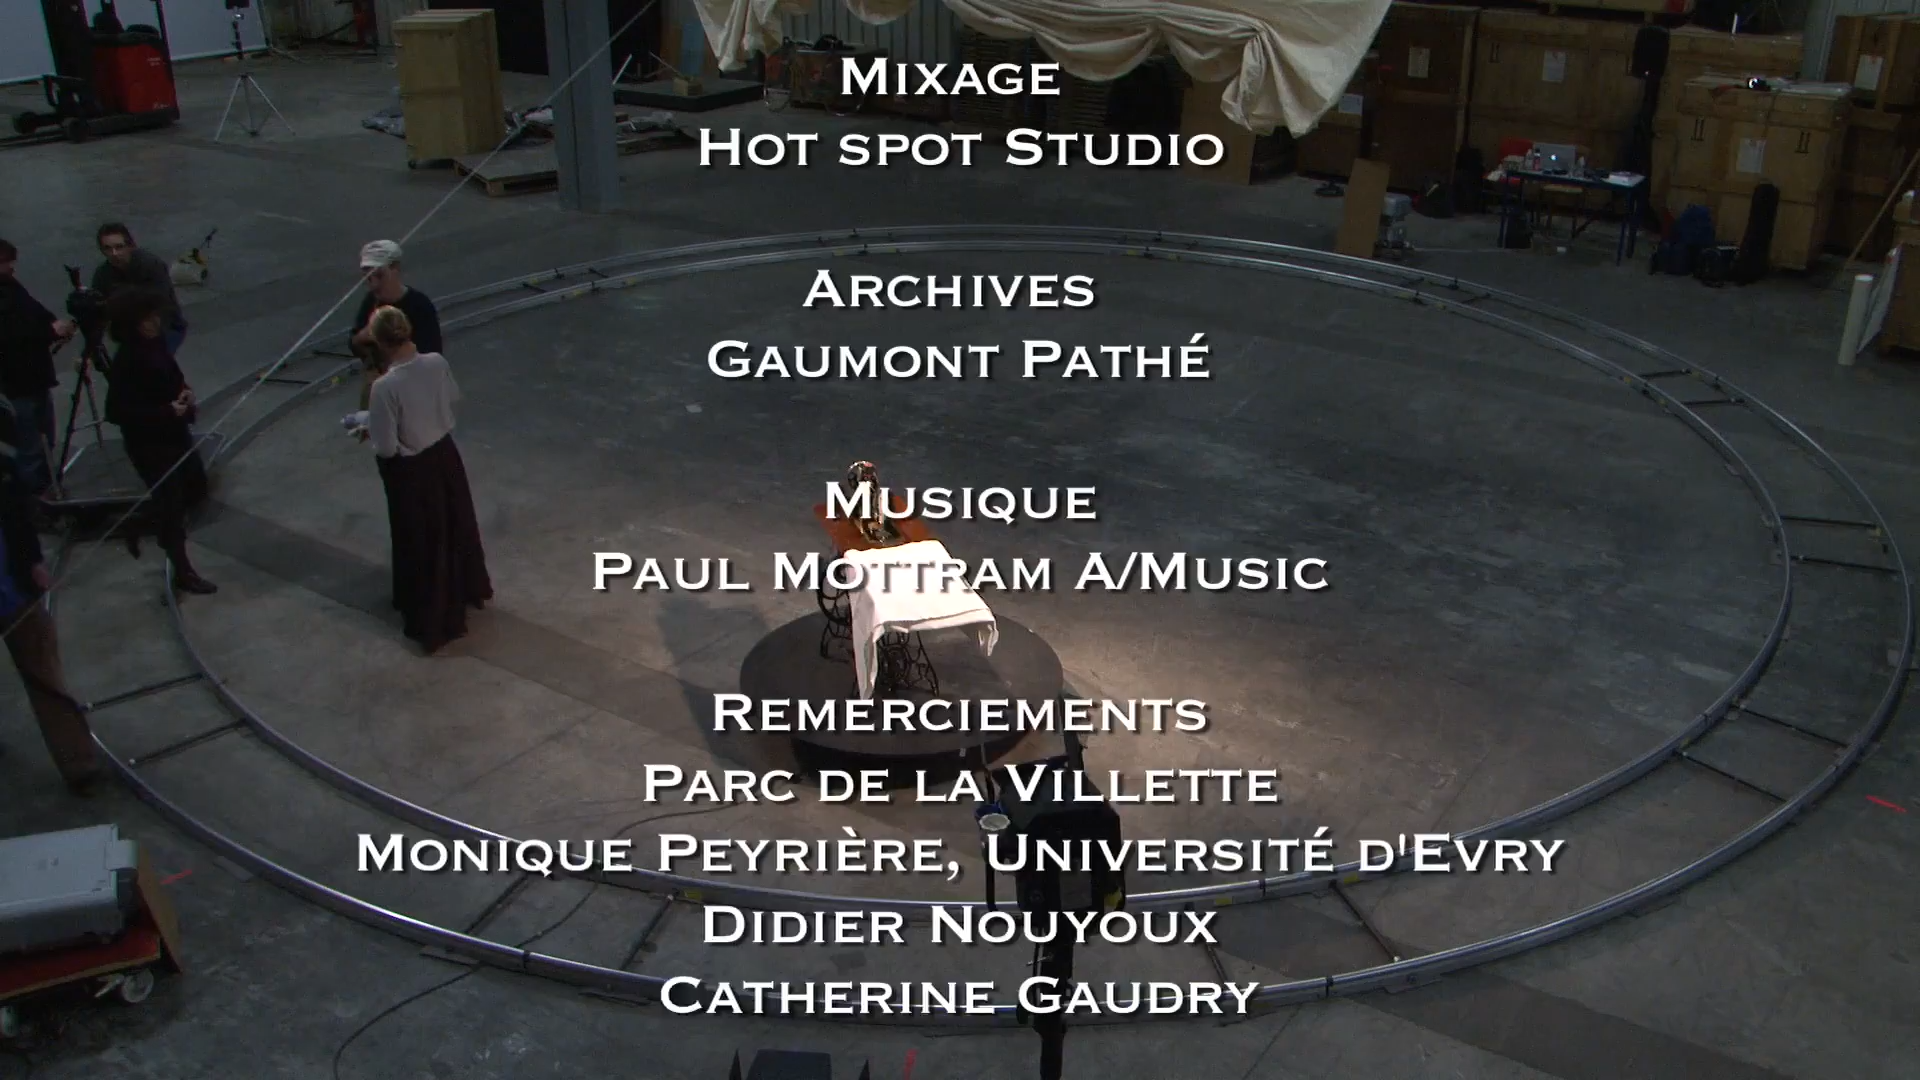 Mixage
Hot spot Studio
Archives
Gaumont Pathé
Musique
Paul Mottram A/Music
Remerciements
Parc de la Villette
Monique Peyrière, Université d'Evry
Didier Nouyoux
Catherine Gaudry